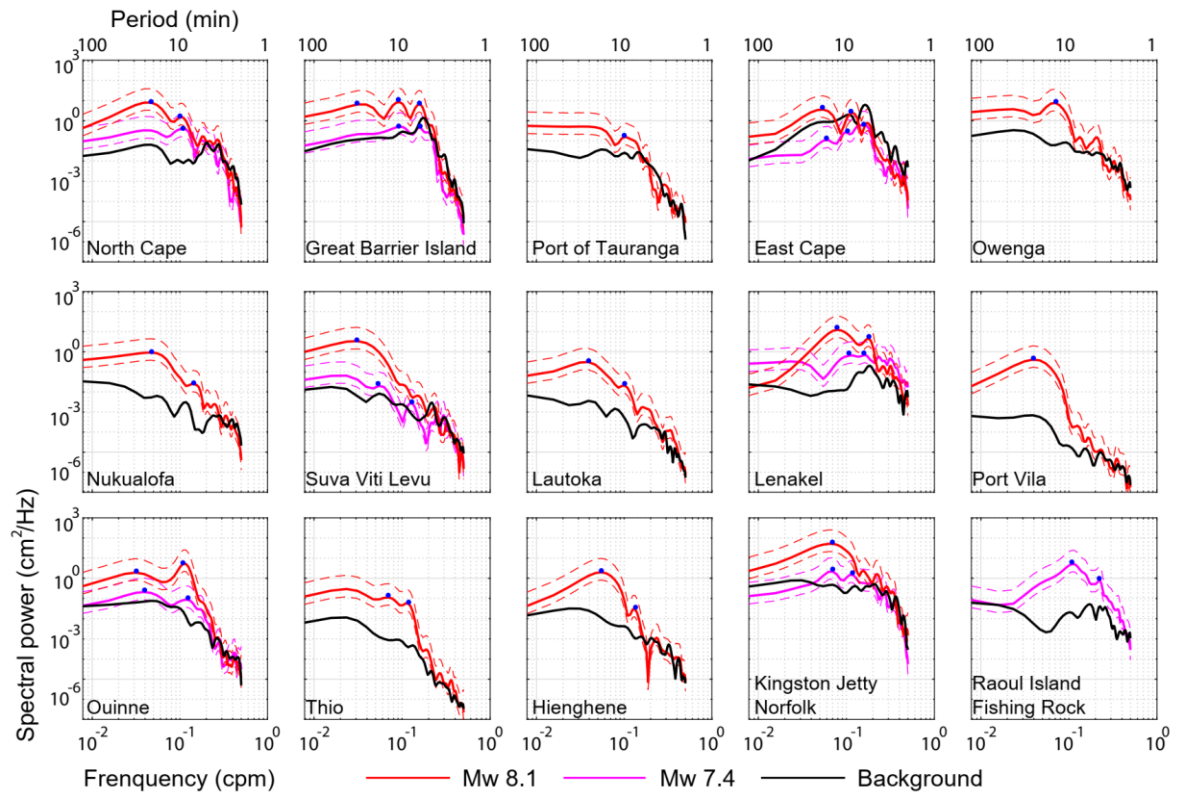 Period (min)
100 10 1 100 10 1 100 10 1 100 10 1 100 10 1
10^3
10^0
10^-3
10^-6
North Cape Great Barrier Island Port of Tauranga East Cape Owenga
10^3
10^0
10^-3
10^-6
Nukualofa Suva Viti Levu Lautoka Lenakel Port Vila
Spectral power (cm^2/Hz)
10^3
10^0
10^-3
10^-6
Kingston Jetty Raoul Island
Ouinne Thio Hienghene Norfolk Fishing Rock
10^-2 10^-1 10^0 10^-2 10^-1 10^0 10^-2 10^-1 10^0 10^-2 10^-1 10^0 10^-2 10^-1 10^0
Frenquency (cpm) Mw 8.1 Mw 7.4 Background